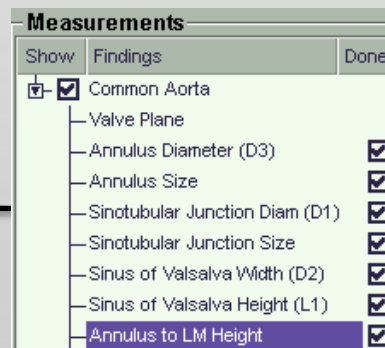 Measurements
Show Findings Done
Common Aorta
Valve Plane
Annulus Diameter (D3)
Annulus Size
Sinotubular Junction Diam (D1)
Sinotubular Junction Size
Sinus of Valsalva Width (D2)
Sinus of Valsalva Height (L1)
Annulus to LM Height